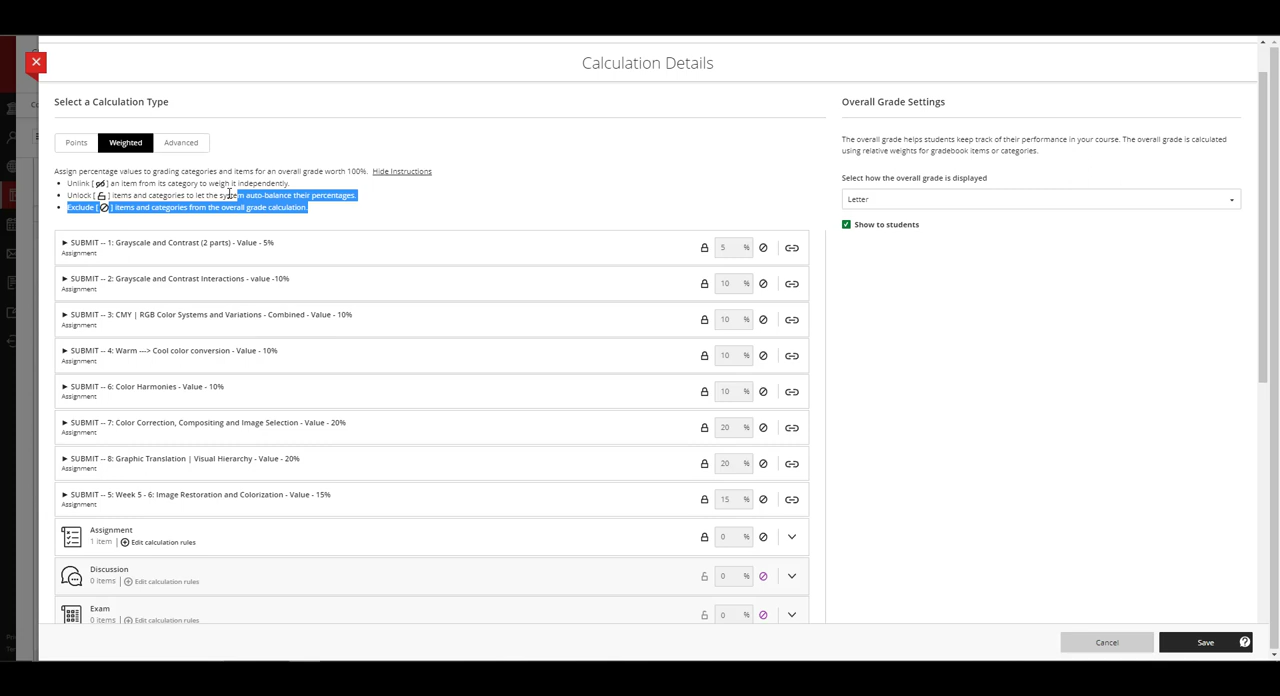 Calculation Details
Select a Calculation Type
Points Weighted Advanced
Assign percentage values to grading categories and items for an overall grade worth 100%. Hide Instructions
• Unlink [ ] an item from its category to weigh it independently.
• Unlock [ ] items and categories to let the system auto-balance their percentages.
• Exclude [ ] items and categories from the overall grade calculation.
SUBMIT -- 1: Grayscale and Contrast (2 parts) - Value - 5%
Assignment
5 %
SUBMIT -- 2: Grayscale and Contrast Interactions - value -10%
Assignment
10 %
SUBMIT -- 3: CMY | RGB Color Systems and Variations - Combined - Value - 10%
Assignment
10 %
SUBMIT -- 4: Warm ---> Cool color conversion - Value - 10%
Assignment
10 %
SUBMIT -- 6: Color Harmonies - Value - 10%
Assignment
10 %
SUBMIT -- 7: Color Correction, Compositing and Image Selection - Value - 20%
Assignment
20 %
SUBMIT -- 8: Graphic Translation | Visual Hierarchy - Value - 20%
Assignment
20 %
SUBMIT -- 5: Week 5 - 6: Image Restoration and Colorization - Value - 15%
Assignment
15 %
Assignment
1 item | Edit calculation rules
0 %
Discussion
0 items | Edit calculation rules
0 %
Exam
0 items | Edit calculation rules
0 %
Overall Grade Settings
The overall grade helps students keep track of their performance in your course. The overall grade is calculated
using relative weights for gradebook items or categories.
Select how the overall grade is displayed
Letter
Show to students
Cancel Save ?